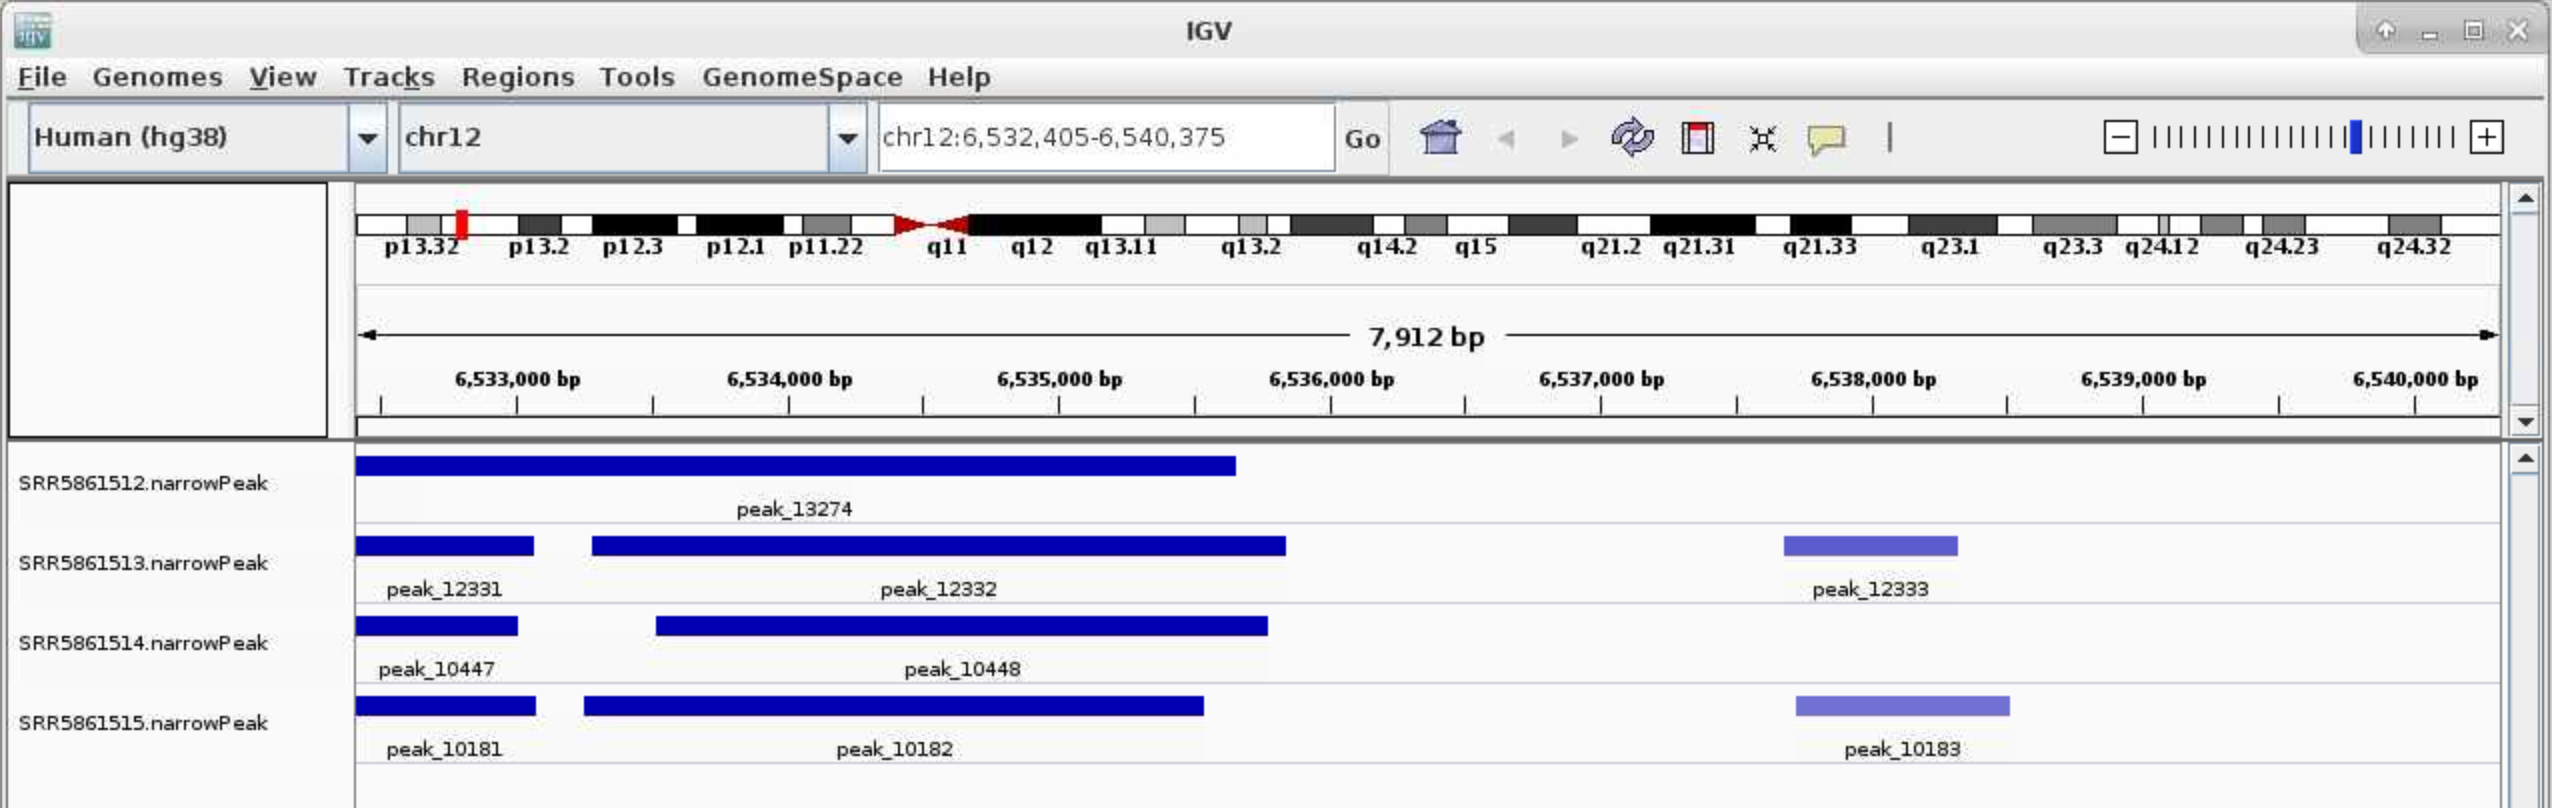 IGV
igv
File Genomes View Tracks Regions Tools GenomeSpace Help
Human (hg38) chr12 chr12:6,532,405-6,540,375 Go
p13.32 p13.2 p12.3 p12.1 p11.22 q11 q12 q13.11 q13.2 q14.2 q15 q21.2 q21.31 q21.33 q23.1 q23.3 q24.12 q24.23 q24.32
7,912 bp
6,533,000 bp 6,534,000 bp 6,535,000 bp 6,536,000 bp 6,537,000 bp 6,538,000 bp 6,539,000 bp 6,540,000 bp
SRR5861512.narrowPeak
peak_13274
SRR5861513.narrowPeak
peak_12331 peak_12332 peak_12333
SRR5861514.narrowPeak
peak_10447 peak_10448
SRR5861515.narrowPeak
peak_10181 peak_10182 peak_10183